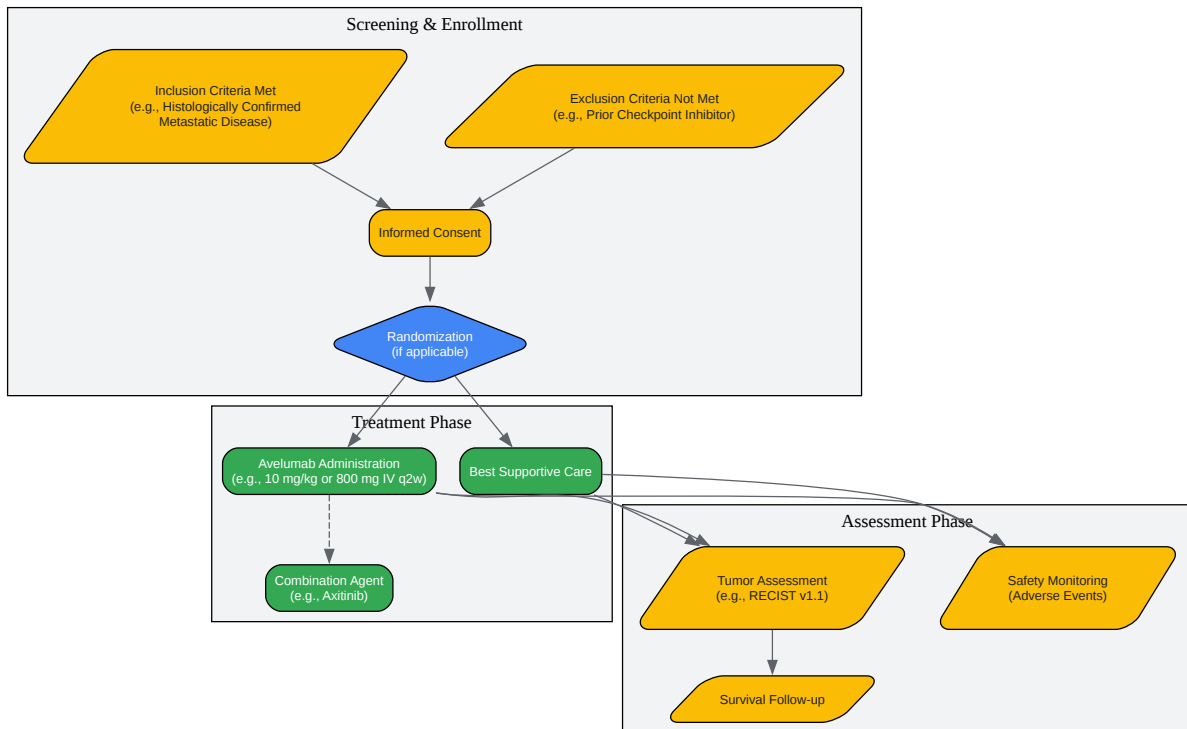 Screening & Enrollment
Inclusion Criteria Met
(e.g., Histologically Confirmed
Metastatic Disease)
Exclusion Criteria Not Met
(e.g., Prior Checkpoint Inhibitor)
Informed Consent
Randomization
(if applicable)
Treatment Phase
Avelumab Administration
(e.g., 10 mg/kg or 800 mg IV q2w)
Best Supportive Care
Combination Agent
(e.g., Axitinib)
Assessment Phase
Tumor Assessment
(e.g., RECIST v1.1)
Safety Monitoring
(Adverse Events)
Survival Follow-up